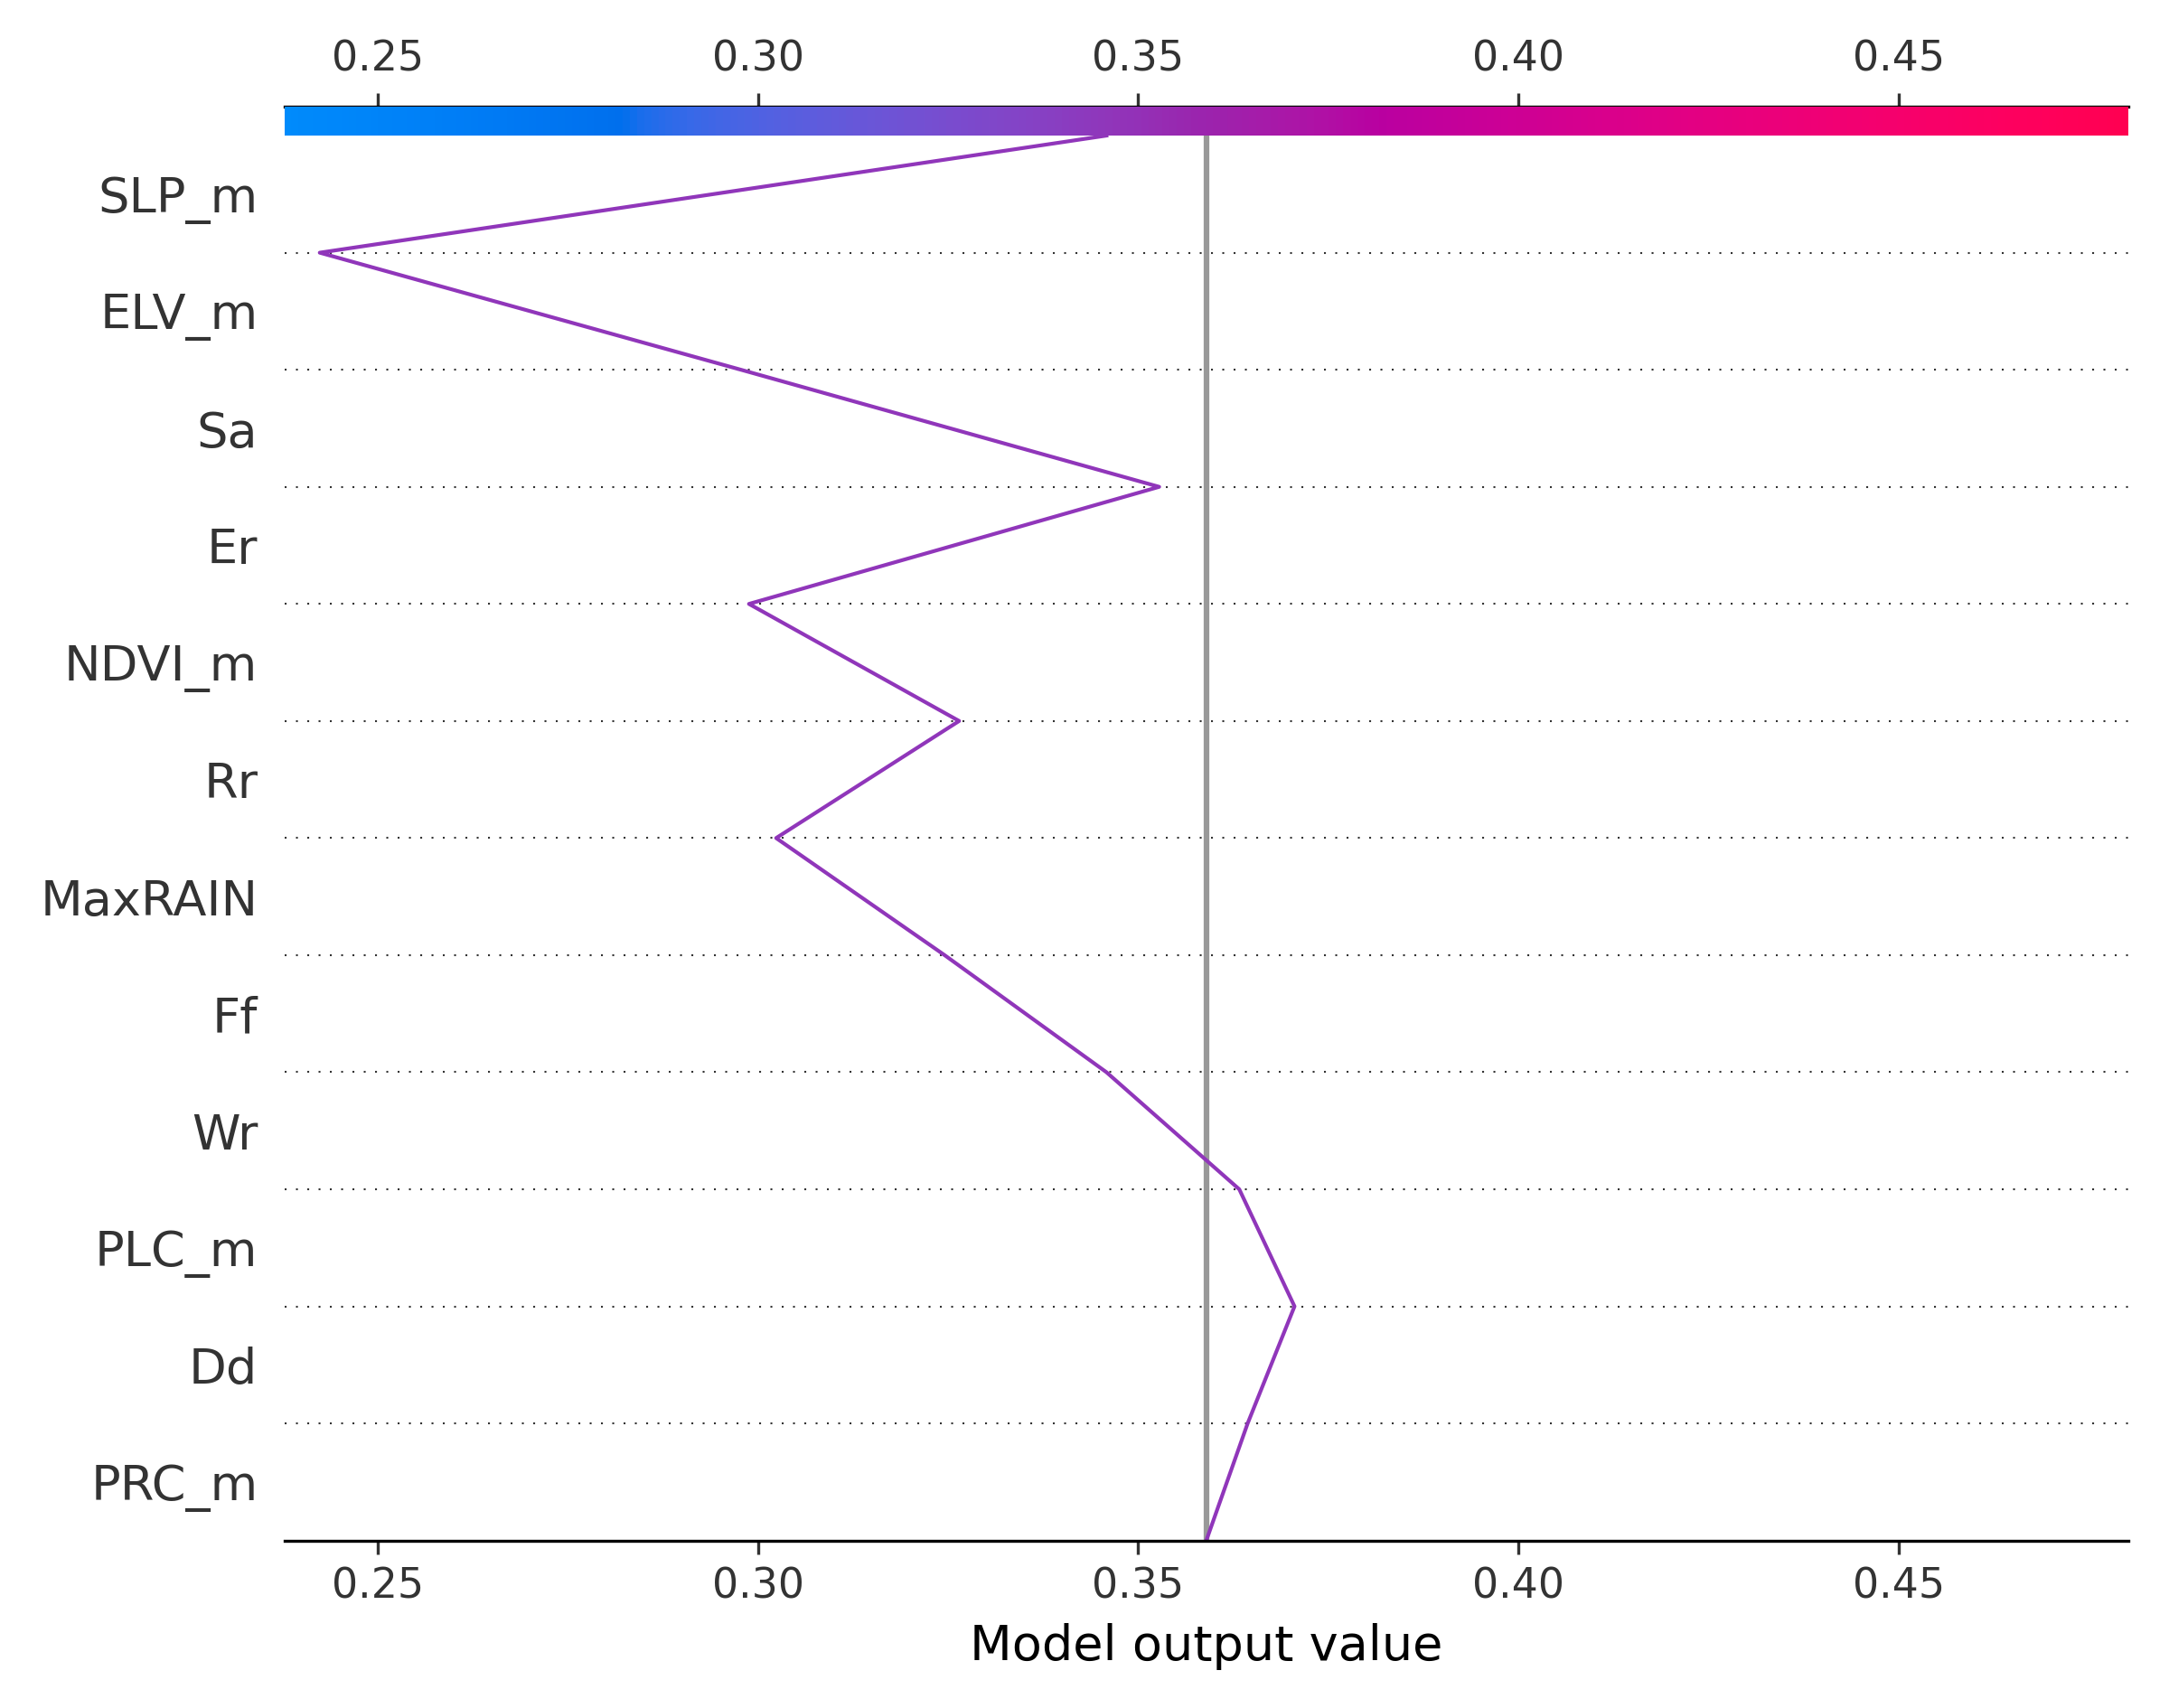 0.25 0.30 0.35 0.40 0.45
SLP_m
ELV_m
Sa
Er
NDVI_m
Rr
MaxRAIN
Ff
Wr
PLC_m
Dd
PRC_m
0.25 0.30 0.35 0.40 0.45
Model output value